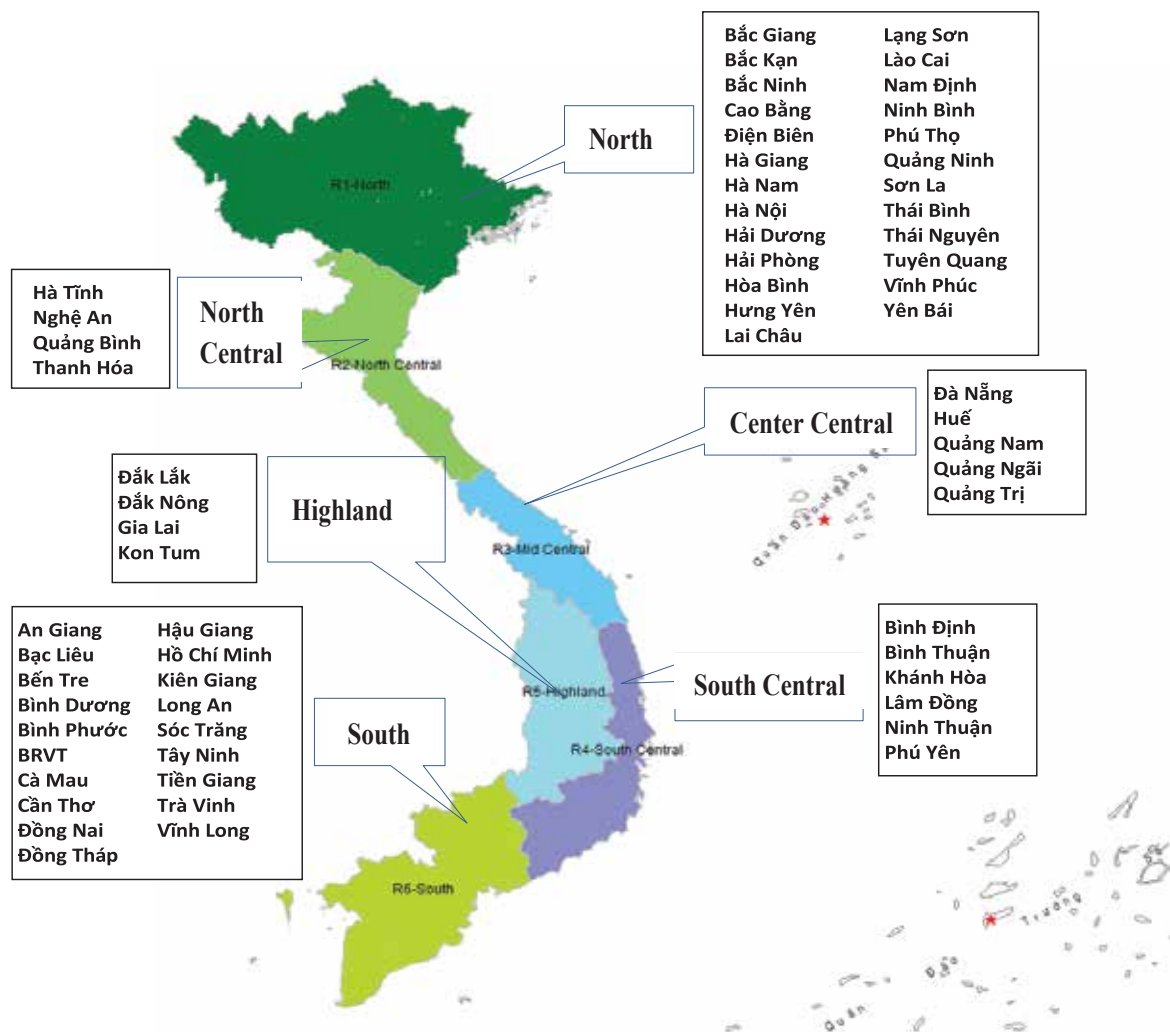 Bắc Giang
Bắc Kạn
Bắc Ninh
Cao Bằng
Điện Biên
Hà Giang
Hà Nam
Hà Nội
Hải Dương
Hải Phòng
Hòa Bình
Hưng Yên
Lai Châu
Lạng Sơn
Lào Cai
Nam Định
Ninh Bình
Phú Thọ
Quảng Ninh
Sơn La
Thái Bình
Thái Nguyên
Tuyên Quang
Vĩnh Phúc
Yên Bái
North
R1-North
Hà Tĩnh
Nghệ An
Quảng Bình
Thanh Hóa
North
Central
R2-North Central
Center Central
Đà Nẵng
Huế
Quảng Nam
Quảng Ngãi
Quảng Trị
Quần Đảo Hoàng
Đắk Lắk
Đắk Nông
Gia Lai
Kon Tum
Highland
R3-Mid Central
An Giang
Bạc Liêu
Bến Tre
Bình Dương
Bình Phước
BRVT
Cà Mau
Cần Thơ
Đồng Nai
Đồng Tháp
Hậu Giang
Hồ Chí Minh
Kiên Giang
Long An
Sóc Trăng
Tây Ninh
Tiền Giang
Trà Vinh
Vĩnh Long
South
R5-Highland
South Central
R4-South Central
Bình Định
Bình Thuận
Khánh Hòa
Lâm Đồng
Ninh Thuận
Phú Yên
R6-South
Quần Đảo Trường